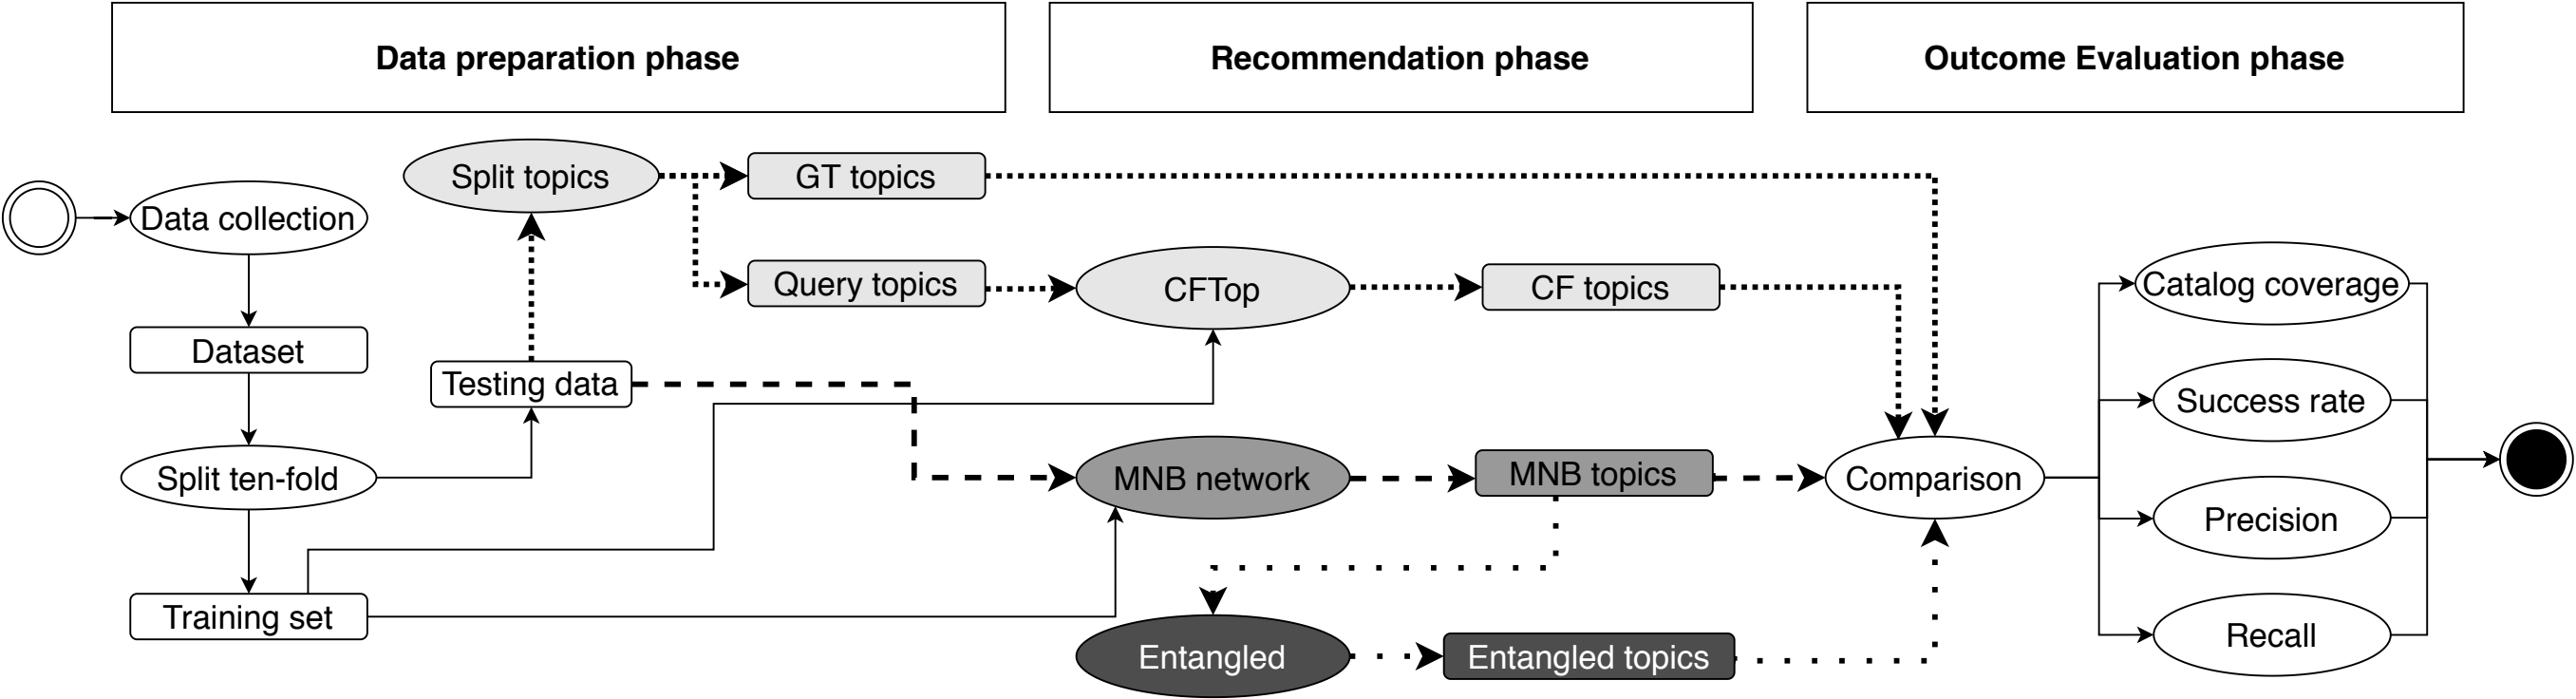 Data preparation phase
Recommendation phase
Outcome Evaluation phase
Split topics
GT topics
Data collection
Query topics
CFTop
CF topics
Catalog coverage
Dataset
Testing data
Success rate
Split ten-fold
MNB network
MNB topics
Comparison
Precision
Training set
Entangled
Entangled topics
Recall